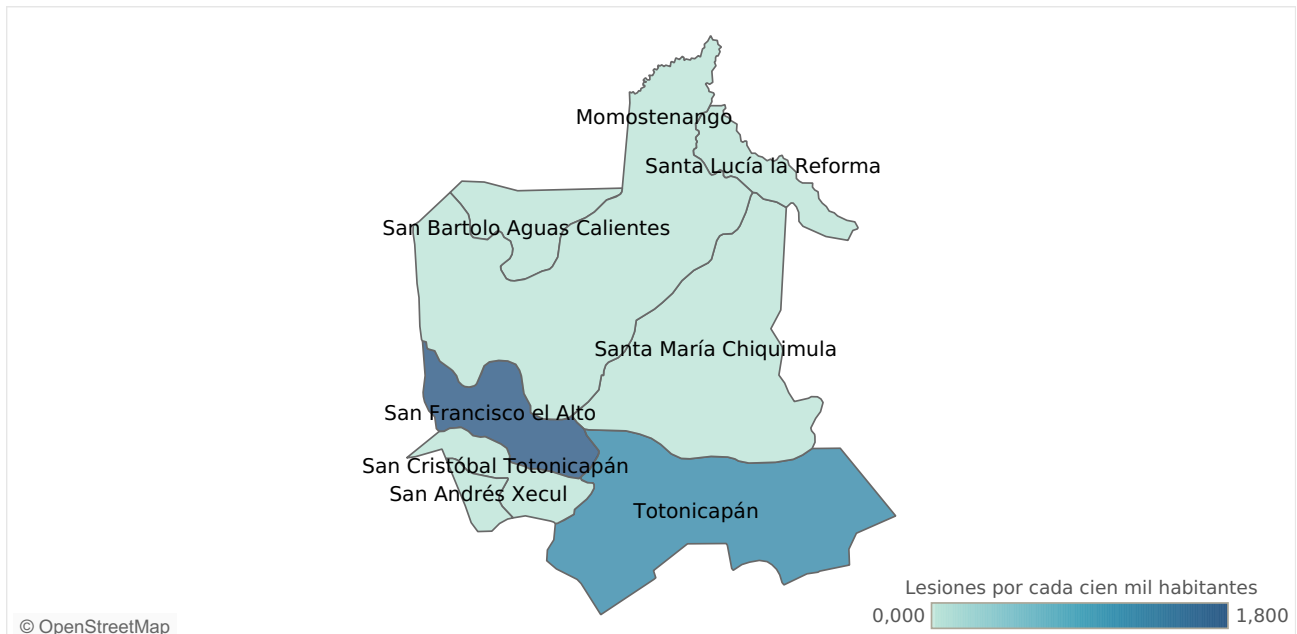 Momostenango
Santa Lucía la Reforma
San Bartolo Aguas Calientes
Santa María Chiquimula
San Francisco el Alto
San Cristóbal Totonicapán
San Andrés Xecul
Totonicapán
Lesiones por cada cien mil habitantes
0,000 1,800
© OpenStreetMap